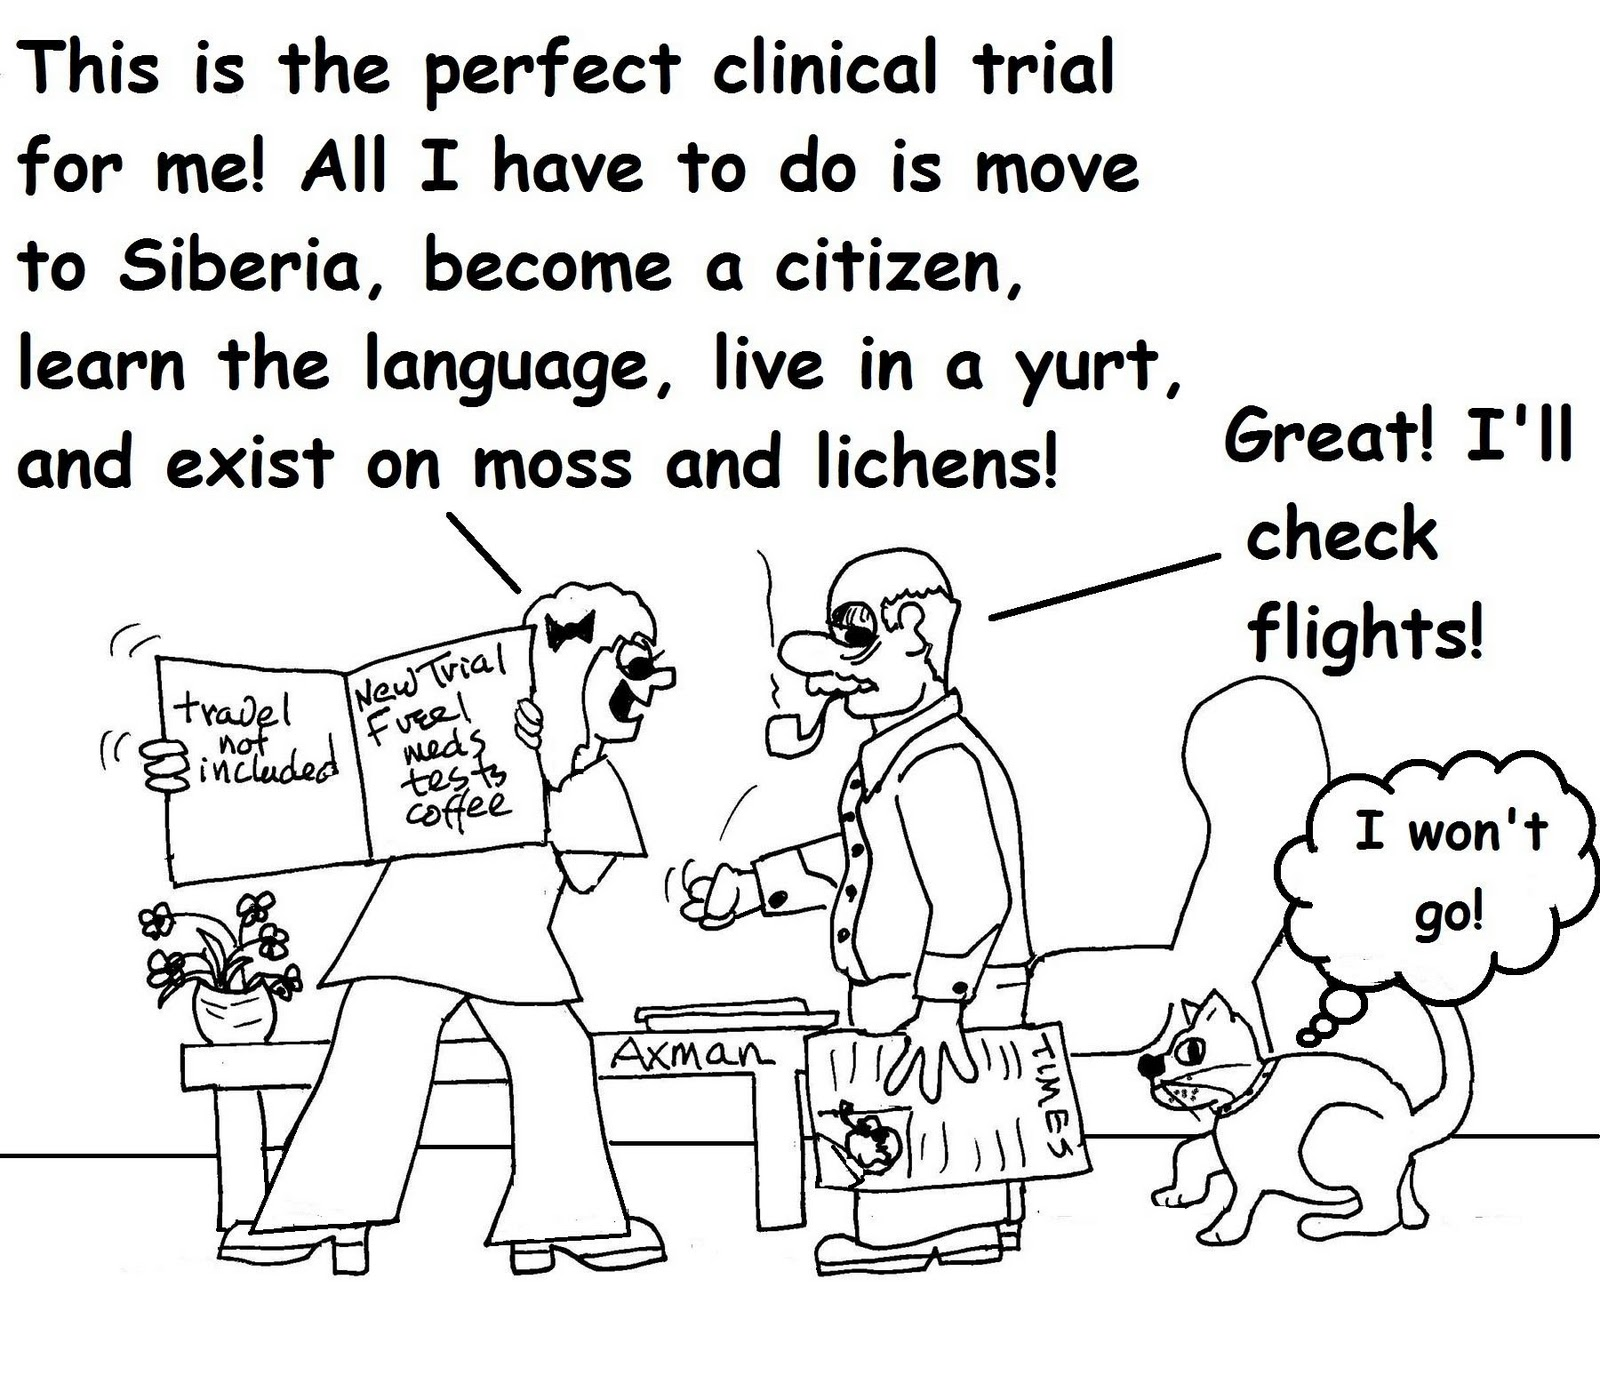 This is the perfect clinical trial
for me! All I have to do is move
to Siberia, become a citizen,
learn the language, live in a yurt,
and exist on moss and lichens!
Great! I'll
check
flights!
travel
not
included
New Trial
Free!
meds
tests
coffee
I won't
go!
Axman
TIMES